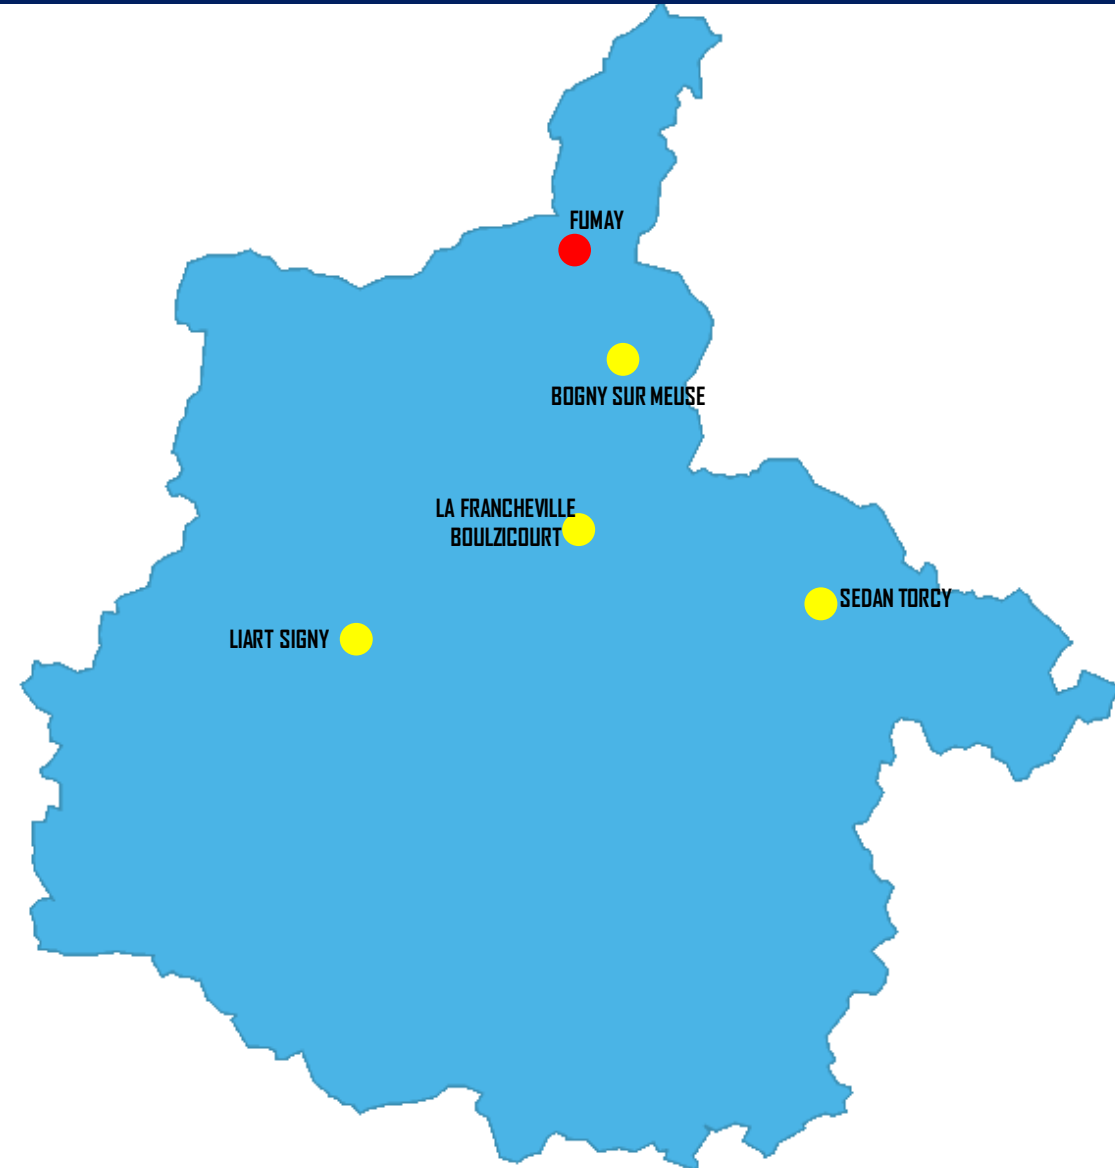 FUMAY
BOGNY SUR MEUSE
LA FRANCHEVILLE
BOULZICOURT
SEDAN TORCY
LIART SIGNY